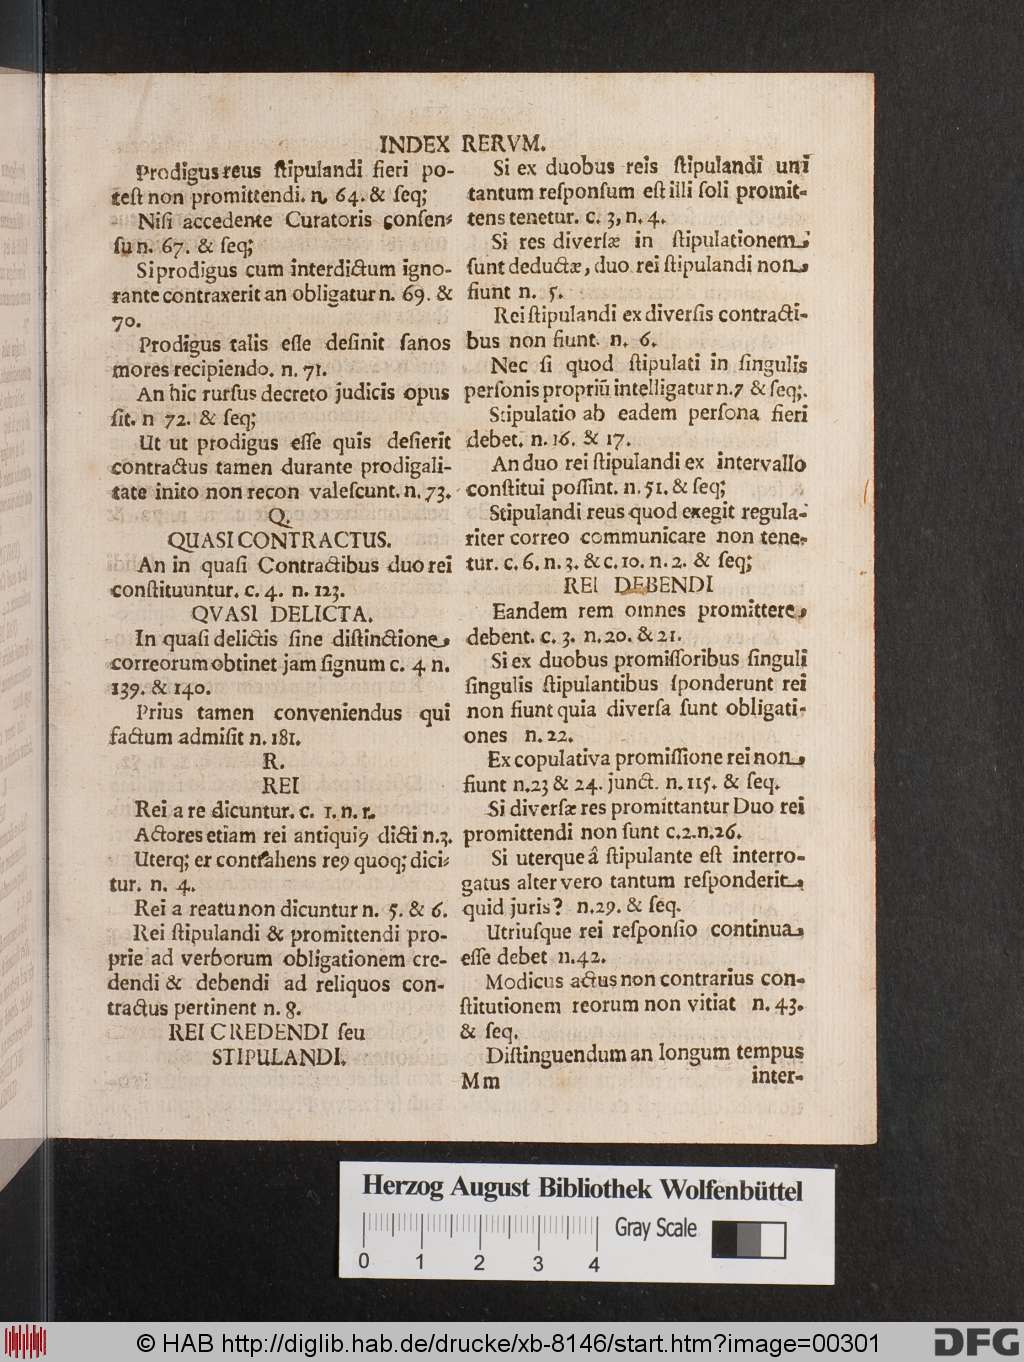 INDEX RERVM.
Prodigus reus ſtipulandi fieri po-
teſt non promittendi. n. 64. & ſeq;
Niſi accedente Curatoris conſen-
ſu n. 67. & ſeq;
Si prodigus cum interdictum igno-
rante contraxerit an obligatur n. 69. &
70.
Prodigus talis eſſe deſinit ſanos
mores recipiendo. n. 71.
An hic rurſus decreto judicis opus
ſit. n 72. & ſeq;
Ut ut prodigus eſſe quis deſierit
contractus tamen durante prodigali-
tate inito non recon valeſcunt. n. 73.
Q.
QUASI CONTRACTUS.
An in quaſi Contractibus duo rei
conſtituuntur. c. 4. n. 123.
QVASI DELICTA.
In quaſi delictis ſine diſtinctione
correorum obtinet jam ſignum c. 4 n.
139. & 140.
Prius tamen conveniendus qui
factum admiſit n. 181.
R.
REI
Rei a re dicuntur. c. 1. n. 1.
Actores etiam rei antiquiꝰ dicti n.3.
Uterq; er contrahens reꝰ quoq; dici-
tur. n. 4.
Rei a reatu non dicuntur n. 5. & 6.
Rei ſtipulandi & promittendi pro-
prie ad verborum obligationem cre-
dendi & debendi ad reliquos con-
tractus pertinent n. 8.
REI CREDENDI ſeu
STIPULANDI.
Si ex duobus reis ſtipulandi uni
tantum reſponſum eſt illi ſoli promit-
tens tenetur. c. 3, n. 4.
Si res diverſæ in ſtipulationem
ſunt deductæ, duo rei ſtipulandi non
fiunt n. 5.
Rei ſtipulandi ex diverſis contracti-
bus non fiunt. n. 6.
Nec ſi quod ſtipulati in ſingulis
perſonis propriũ intelligatur n.7 & ſeq;.
Stipulatio ab eadem perſona fieri
debet. n. 16. & 17.
An duo rei ſtipulandi ex intervallo
conſtitui poſſint. n. 51. & ſeq;
Stipulandi reus quod exegit regula-
riter correo communicare non tene-
tur. c. 6. n. 3. & c. 10. n. 2. & ſeq;
REI DEBENDI
Eandem rem omnes promittere
debent. c. 3. n. 20. & 21.
Si ex duobus promiſſoribus ſinguli
ſingulis ſtipulantibus ſponderunt rei
non fiunt quia diverſa ſunt obligati-
ones n. 22.
Ex copulativa promiſſione rei non
fiunt n.23 & 24. junct. n. 115. & ſeq.
Si diverſæ res promittantur Duo rei
promittendi non ſunt c.2.n.26.
Si uterque â ſtipulante eſt interro-
gatus alter vero tantum reſponderit
quid juris? n.29. & ſeq.
Utriuſque rei reſponſio continua
eſſe debet n.42.
Modicus actus non contrarius con-
ſtitutionem reorum non vitiat n. 43.
& ſeq.
Diſtinguendum an longum tempus
Mm inter-
Herzog August Bibliothek Wolfenbüttel
Gray Scale
0 1 2 3 4
© HAB http://diglib.hab.de/drucke/xb-8146/start.htm?image=00301
DFG